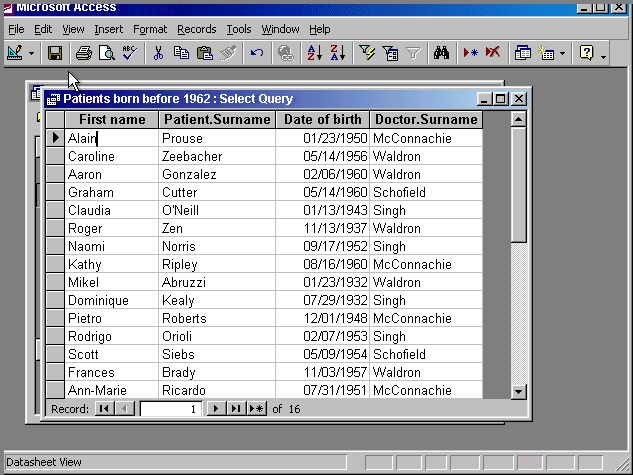 Microsoft Access
File Edit View Insert Format Records Tools Window Help
Patients born before 1962 : Select Query
First name Patient.Surname Date of birth Doctor.Surname
Alain Prouse 01/23/1950 McConnachie
Caroline Zeebacher 05/14/1956 Waldron
Aaron Gonzalez 02/06/1960 Waldron
Graham Cutter 05/14/1960 Schofield
Claudia O'Neill 01/13/1943 Singh
Roger Zen 11/13/1937 Waldron
Naomi Norris 09/17/1952 Singh
Kathy Ripley 08/16/1960 McConnachie
Mikel Abruzzi 01/23/1932 Waldron
Dominique Kealy 07/29/1932 Singh
Pietro Roberts 12/01/1948 McConnachie
Rodrigo Orioli 02/07/1953 Singh
Scott Siebs 05/09/1954 Schofield
Frances Brady 11/03/1957 Waldron
Ann-Marie Ricardo 07/31/1951 McConnachie
Record: 1 of 16
Datasheet View